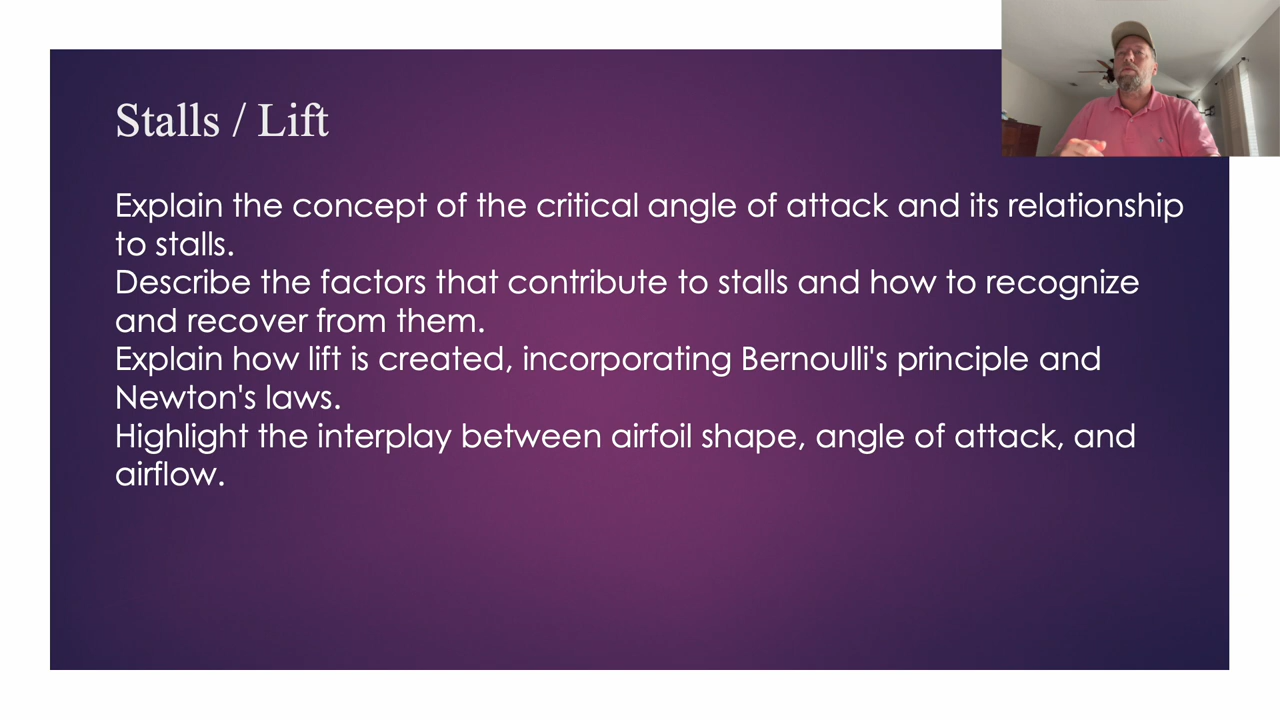 Stalls / Lift
Explain the concept of the critical angle of attack and its relationship
to stalls.
Describe the factors that contribute to stalls and how to recognize
and recover from them.
Explain how lift is created, incorporating Bernoulli's principle and
Newton's laws.
Highlight the interplay between airfoil shape, angle of attack, and
airflow.